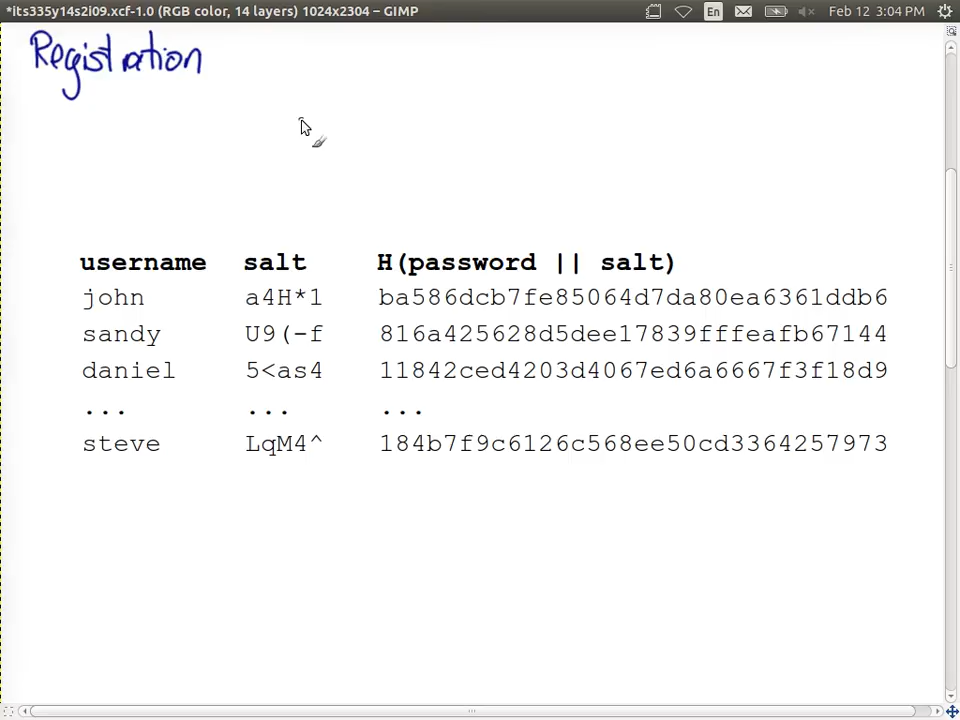 *its335y14s2i09.xcf-1.0 (RGB color, 14 layers) 1024x2304 – GIMP En Feb 12 3:04 PM
Registration
username salt H(password || salt)
john a4H*1 ba586dcb7fe85064d7da80ea6361ddb6
sandy U9(-f 816a425628d5dee17839fffeafb67144
daniel 5<as4 11842ced4203d4067ed6a6667f3f18d9
... ... ...
steve LqM4^ 184b7f9c6126c568ee50cd3364257973